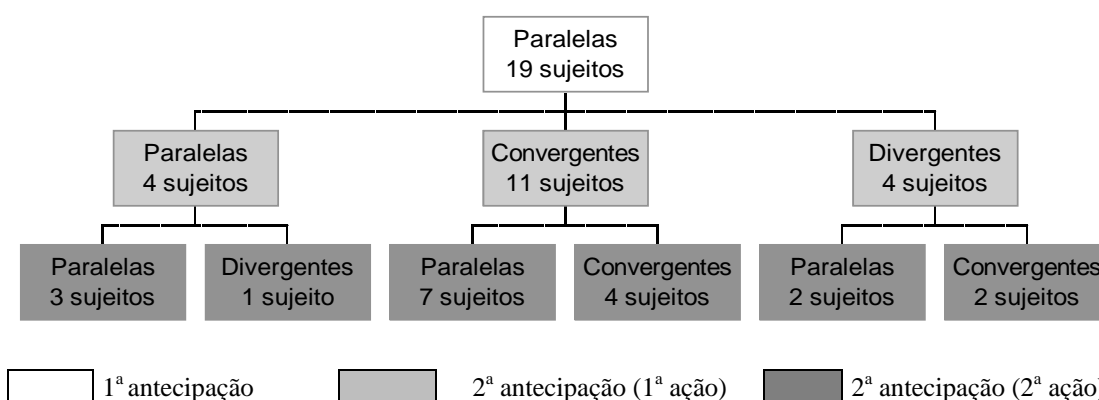 Paralelas
19 sujeitos
Paralelas
4 sujeitos
Convergentes
11 sujeitos
Divergentes
4 sujeitos
Paralelas
3 sujeitos
Divergentes
1 sujeito
Paralelas
7 sujeitos
Convergentes
4 sujeitos
Paralelas
2 sujeitos
Convergentes
2 sujeitos
1ª antecipação
2ª antecipação (1ª ação)
2ª antecipação (2ª ação)